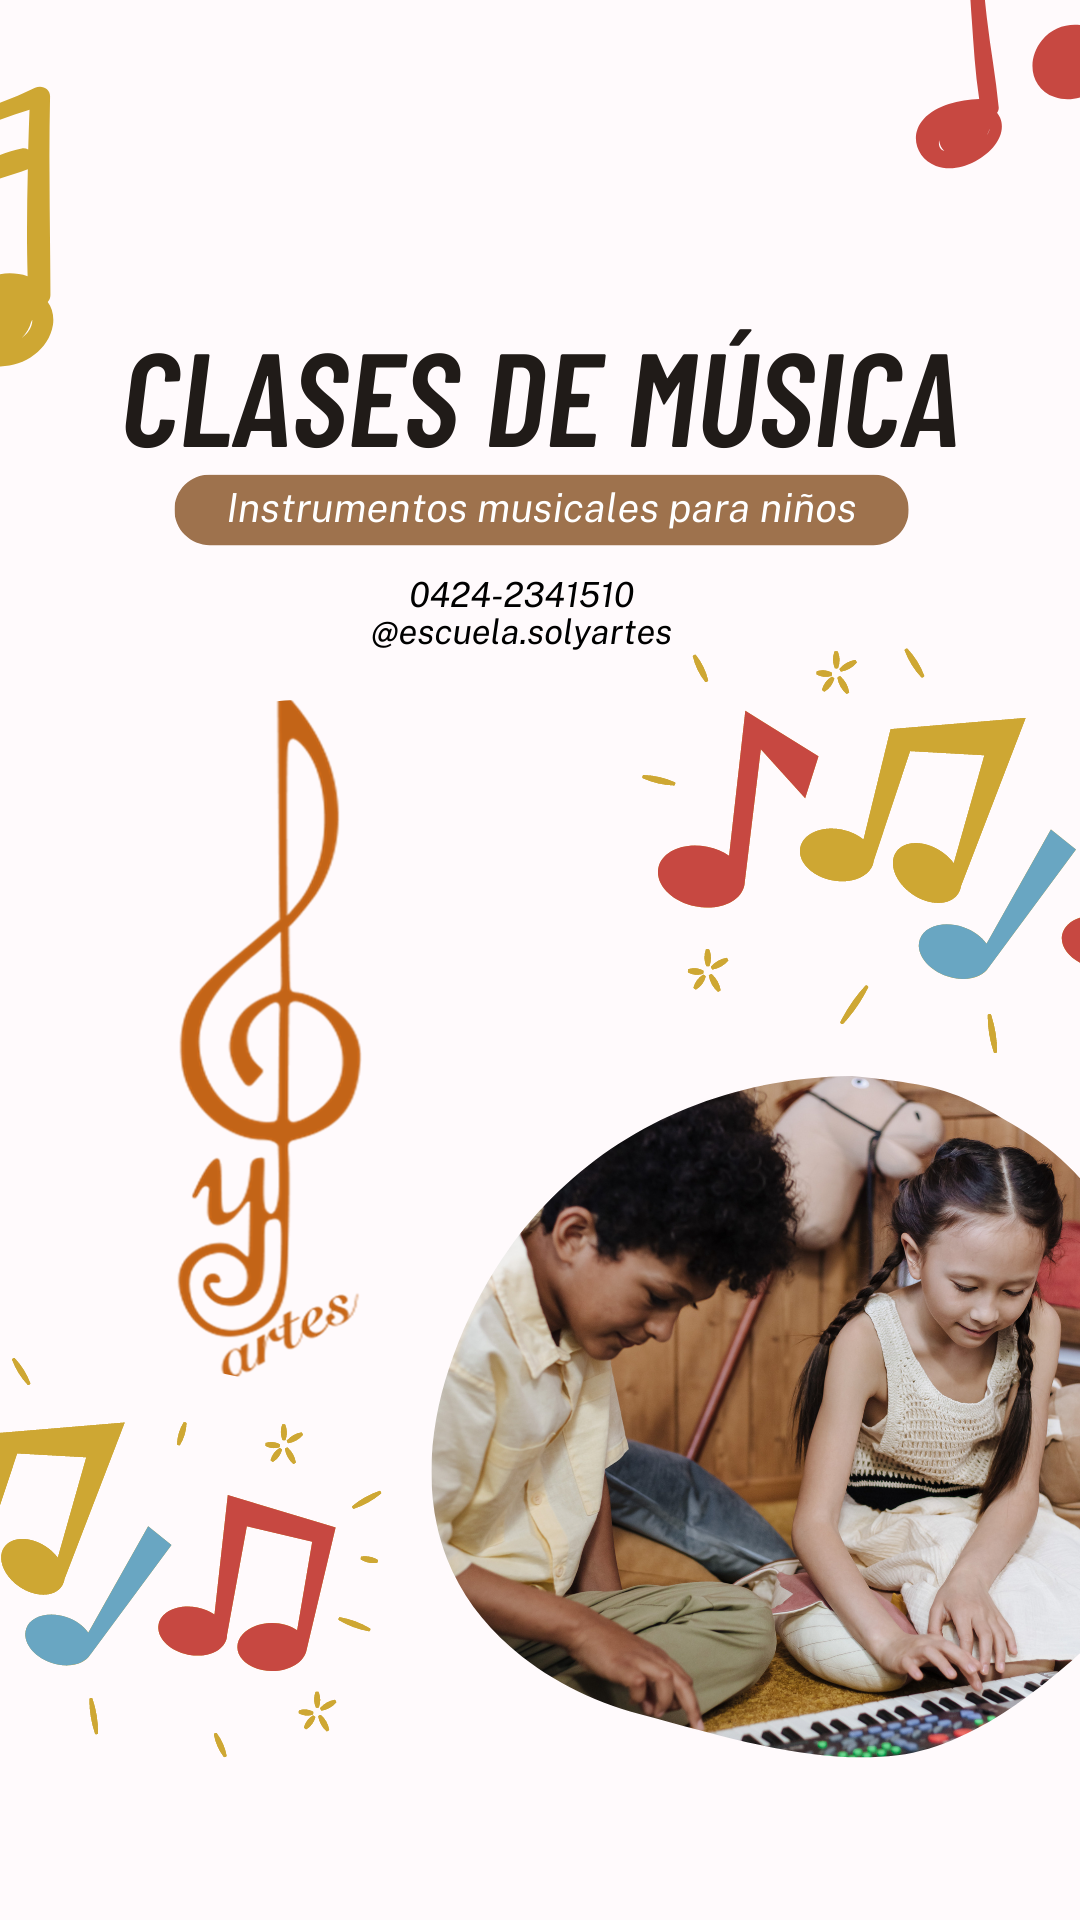 CLASES DE MÚSICA
Instrumentos musicales para niños
0424-2341510
@escuela.solyartes
y
artes